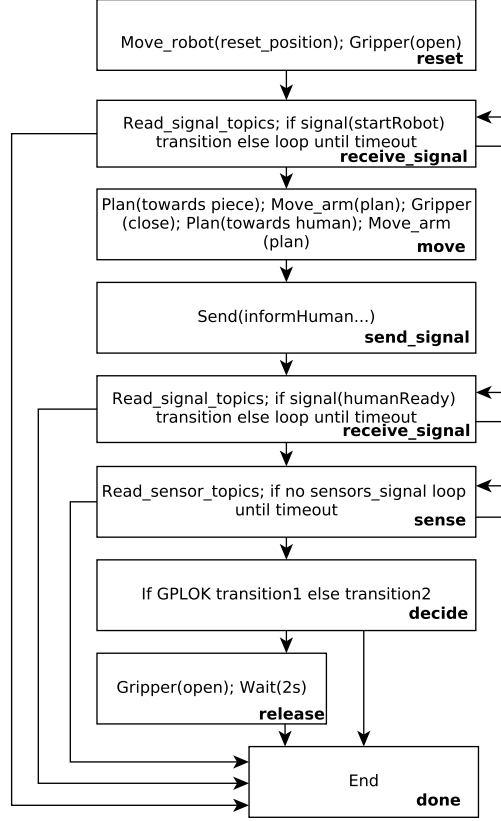 Move_robot(reset_position); Gripper(open)
reset
Read_signal_topics; if signal(startRobot)
transition else loop until timeout
receive_signal
Plan(towards piece); Move_arm(plan); Gripper
(close); Plan(towards human); Move_arm
(plan)
move
Send(informHuman...)
send_signal
Read_signal_topics; if signal(humanReady)
transition else loop until timeout
receive_signal
Read_sensor_topics; if no sensors_signal loop
until timeout
sense
If GPLOK transition1 else transition2
decide
Gripper(open); Wait(2s)
release
End
done